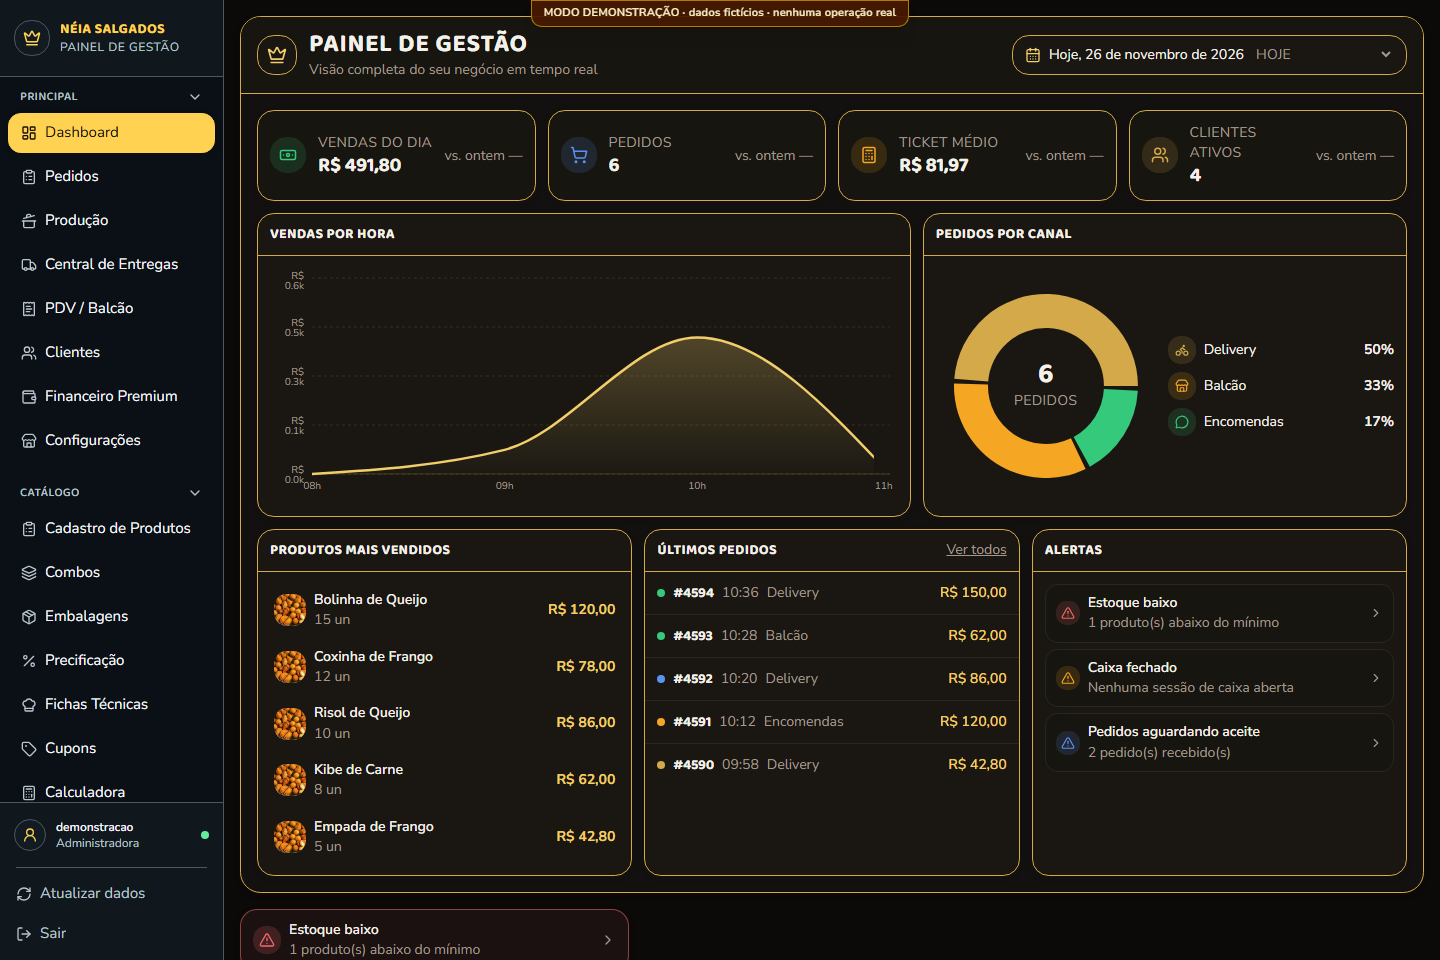 MODO DEMONSTRAÇÃO · dados fictícios · nenhuma operação real
NÉIA SALGADOS
PAINEL DE GESTÃO
PRINCIPAL
Dashboard
Pedidos
Produção
Central de Entregas
PDV / Balcão
Clientes
Financeiro Premium
Configurações
CATÁLOGO
Cadastro de Produtos
Combos
Embalagens
Precificação
Fichas Técnicas
Cupons
Calculadora
demonstracao
Administradora
Atualizar dados
Sair
PAINEL DE GESTÃO
Visão completa do seu negócio em tempo real
Hoje, 26 de novembro de 2026 HOJE
VENDAS DO DIA
R$ 491,80
vs. ontem —
PEDIDOS
6
vs. ontem —
TICKET MÉDIO
R$ 81,97
vs. ontem —
CLIENTES
ATIVOS
4
vs. ontem —
VENDAS POR HORA
R$
0.6k
R$
0.5k
R$
0.3k
R$
0.1k
R$
0.0k
08h
09h
10h
11h
PEDIDOS POR CANAL
6
PEDIDOS
Delivery 50%
Balcão 33%
Encomendas 17%
PRODUTOS MAIS VENDIDOS
Bolinha de Queijo
15 un
R$ 120,00
Coxinha de Frango
12 un
R$ 78,00
Risol de Queijo
10 un
R$ 86,00
Kibe de Carne
8 un
R$ 62,00
Empada de Frango
5 un
R$ 42,80
ÚLTIMOS PEDIDOS Ver todos
#4594 10:36 Delivery R$ 150,00
#4593 10:28 Balcão R$ 62,00
#4592 10:20 Delivery R$ 86,00
#4591 10:12 Encomendas R$ 120,00
#4590 09:58 Delivery R$ 42,80
ALERTAS
Estoque baixo
1 produto(s) abaixo do mínimo
Caixa fechado
Nenhuma sessão de caixa aberta
Pedidos aguardando aceite
2 pedido(s) recebido(s)
Estoque baixo
1 produto(s) abaixo do mínimo